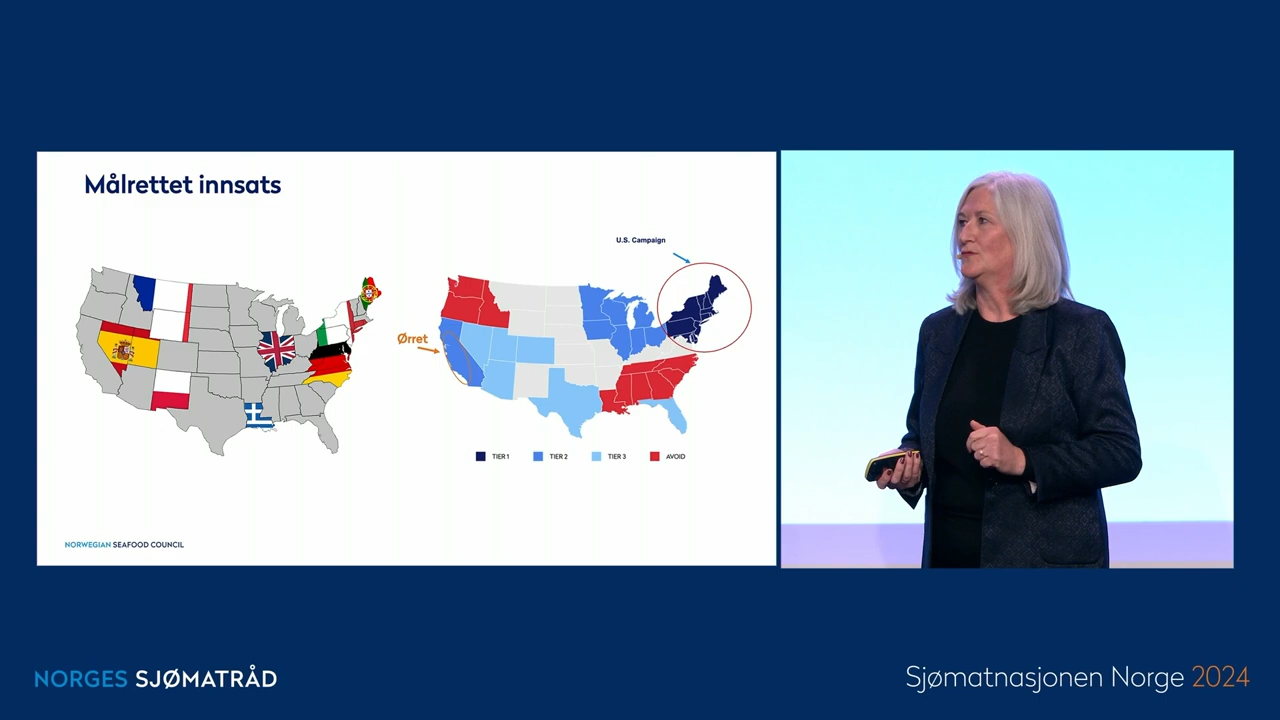 Målrettet innsats
U.S. Campaign
Ørret
TIER 1
TIER 2
TIER 3
AVOID
NORWEGIAN SEAFOOD COUNCIL
NORGES SJØMATRÅD
Sjømatnasjonen Norge 2024